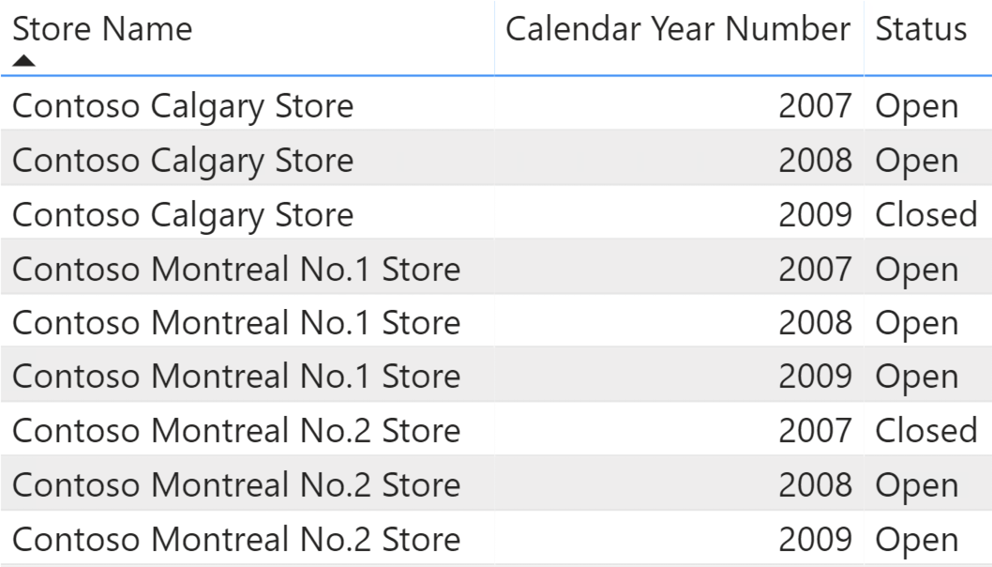 Store Name Calendar Year Number Status
Contoso Calgary Store 2007 Open
Contoso Calgary Store 2008 Open
Contoso Calgary Store 2009 Closed
Contoso Montreal No.1 Store 2007 Open
Contoso Montreal No.1 Store 2008 Open
Contoso Montreal No.1 Store 2009 Open
Contoso Montreal No.2 Store 2007 Closed
Contoso Montreal No.2 Store 2008 Open
Contoso Montreal No.2 Store 2009 Open